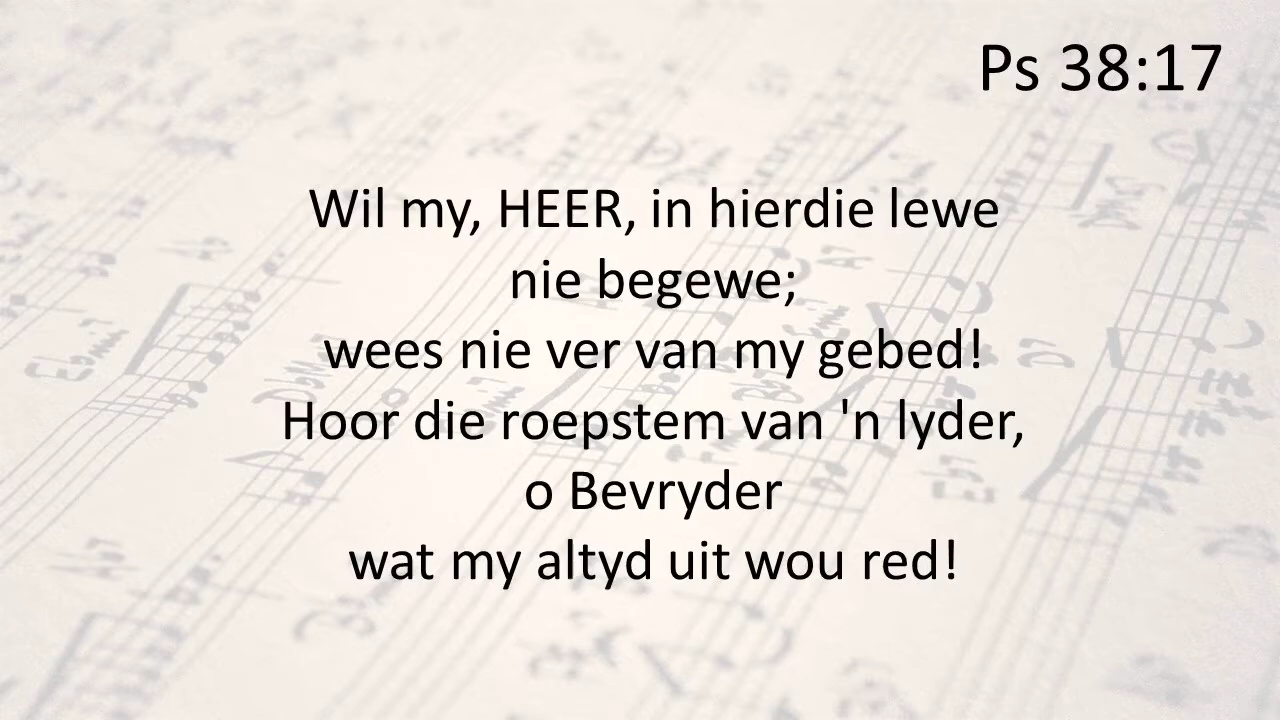 Ps 38:17
Wil my, HEER, in hierdie lewe
nie begewe;
wees nie ver van my gebed!
Hoor die roepstem van 'n lyder,
o Bevryder
wat my altyd uit wou red!